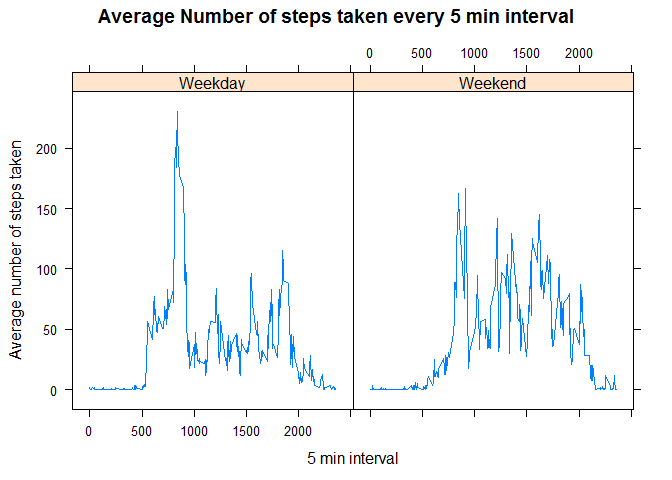 Average Number of steps taken every 5 min interval
0 500 1000 1500 2000
Weekday Weekend
Average number of steps taken
200
150
100
50
0
0 500 1000 1500 2000
5 min interval